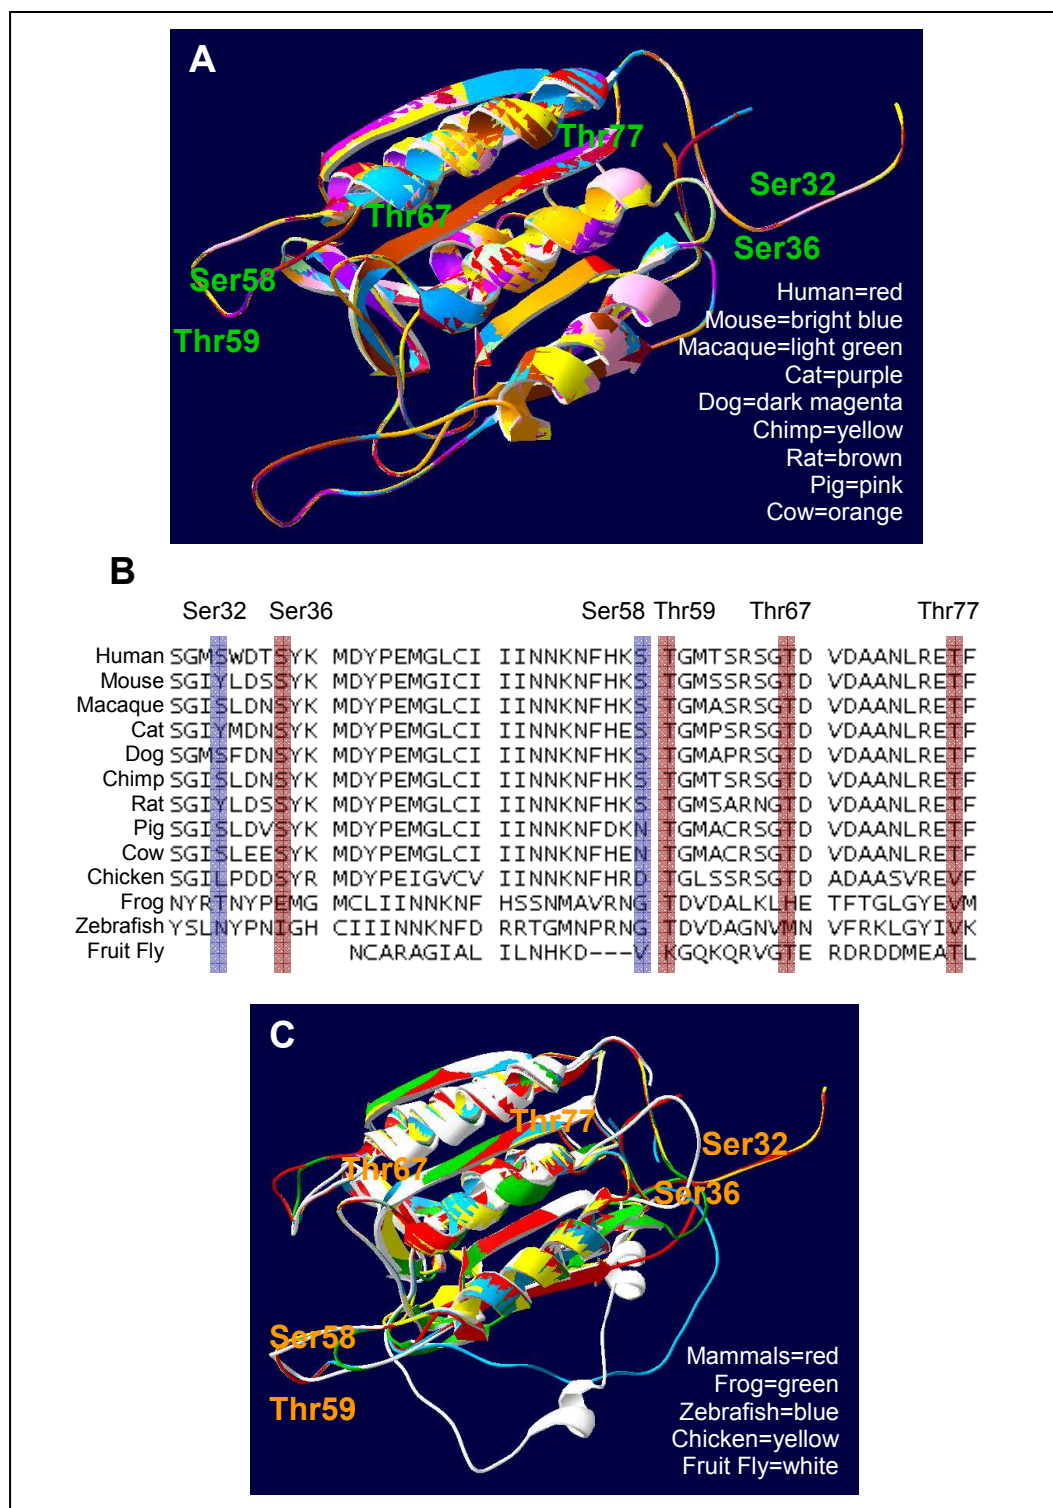 A
Thr77
Ser32
Thr67
Ser36
Ser58
Thr59
Human=red
Mouse=bright blue
Macaque=light green
Cat=purple
Dog=dark magenta
Chimp=yellow
Rat=brown
Pig=pink
Cow=orange
B
Ser32 Ser36 Ser58 Thr59 Thr67 Thr77
Human SGMSWDTSYK MDYPEMGLCI IINNKNFHKS TGMTSRSGTD VDAANLRETF
Mouse SGIYLDSSYK MDYPEMGICI IINNKNFHKS TGMSSRSGTD VDAANLRETF
Macaque SGISLDNSYK MDYPEMGLCI IINNKNFHKS TGMASRSGTD VDAANLRETF
Cat SGIYMDNSYK MDYPEMGLCI IINNKNFHES TGMPSRSGTD VDAANLRETF
Dog SGMSFDNSYK MDYPEMGLCI IINNKNFHKS TGMAPRSGTD VDAANLRETF
Chimp SGISLDNSYK MDYPEMGLCI IINNKNFHKS TGMTSRSGTD VDAANLRETF
Rat SGIYLDSSYK MDYPEMGLCI IINNKNFHKS TGMSARNGTD VDAANLRETF
Pig SGISLDVSYK MDYPEMGLCI IINNKNFDKN TGMACRSGTD VDAANLRETF
Cow SGISLEESYK MDYPEMGLCI IINNKNFHEN TGMACRSGTD VDAANLRETF
Chicken SGILPDDSYR MDYPEIGVCV IINNKNFHRD TGLSSRSGTD ADAASVREVF
Frog NYRTNYPEMG M CLIINNKNF HSSNMAVRNG TDVDALKLHE TFTGLGYEVM
Zebrafish YSLNYPNIGH CIIINNKNFD RRTGMNPRNG TDVDAGNVMN VFRKLGYIVK
Fruit Fly NCARAGIAL ILNHKD---V KGQKQRVGTE RDRDDMEATL
C
Thr77
Ser32
Thr67
Ser36
Ser58
Thr59
Mammals=red
Frog=green
Zebrafish=blue
Chicken=yellow
Fruit Fly=white